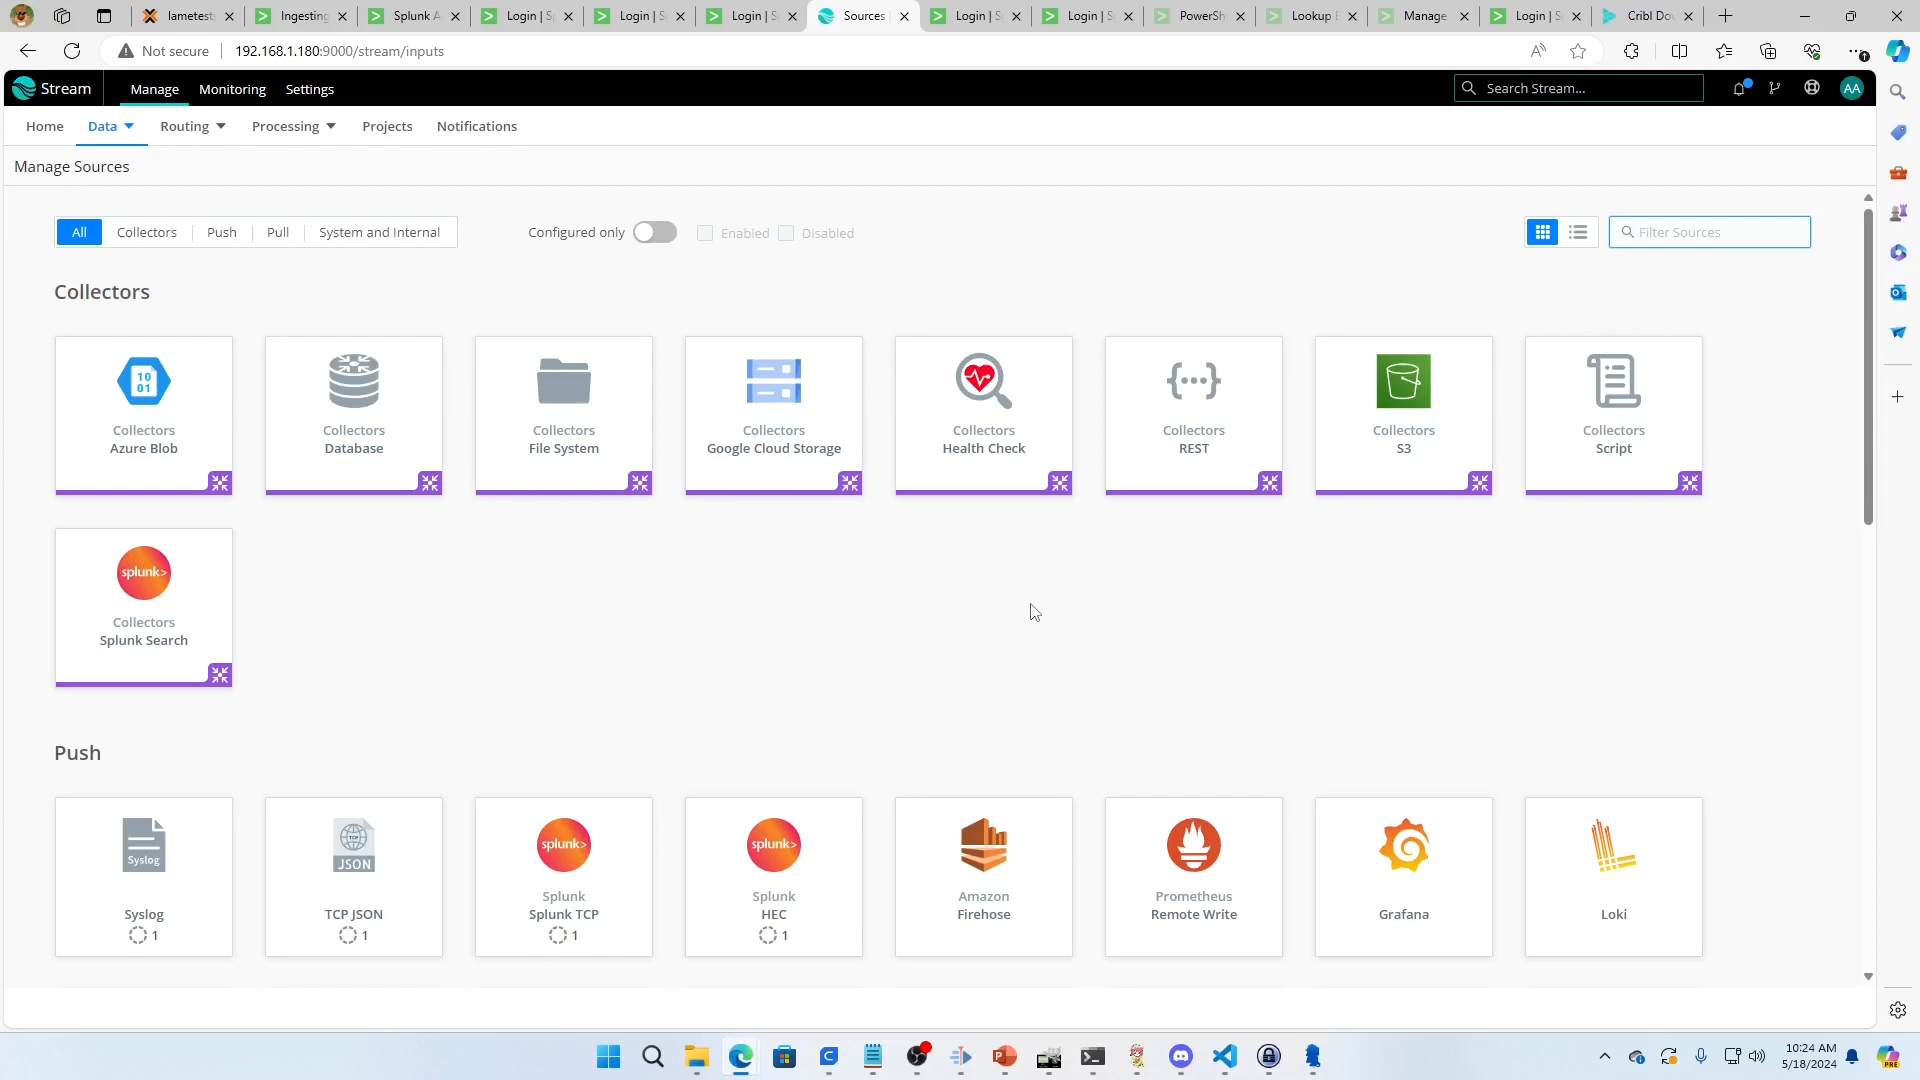 lametest
Ingesting
Splunk A
Login | S
Login | S
Login | S
Sources
Login | S
Login | S
PowerSh
Lookup E
Manage
Login | S
Cribl Do
Not secure
192.168.1.180:9000/stream/inputs
Stream
Manage
Monitoring
Settings
Search Stream...
AA
Home
Data
Routing
Processing
Projects
Notifications
Manage Sources
All
Collectors
Push
Pull
System and Internal
Configured only
Enabled
Disabled
Filter Sources
Collectors
10
01
Collectors
Azure Blob
Collectors
Database
Collectors
File System
Collectors
Google Cloud Storage
Collectors
Health Check
Collectors
REST
Collectors
S3
Collectors
Script
splunk>
Collectors
Splunk Search
Push
Syslog
Syslog
1
TCP
JSON
TCP JSON
1
splunk>
Splunk
Splunk TCP
1
splunk>
Splunk
HEC
1
Amazon
Firehose
Prometheus
Remote Write
Grafana
Loki
10:24 AM
5/18/2024
PRE